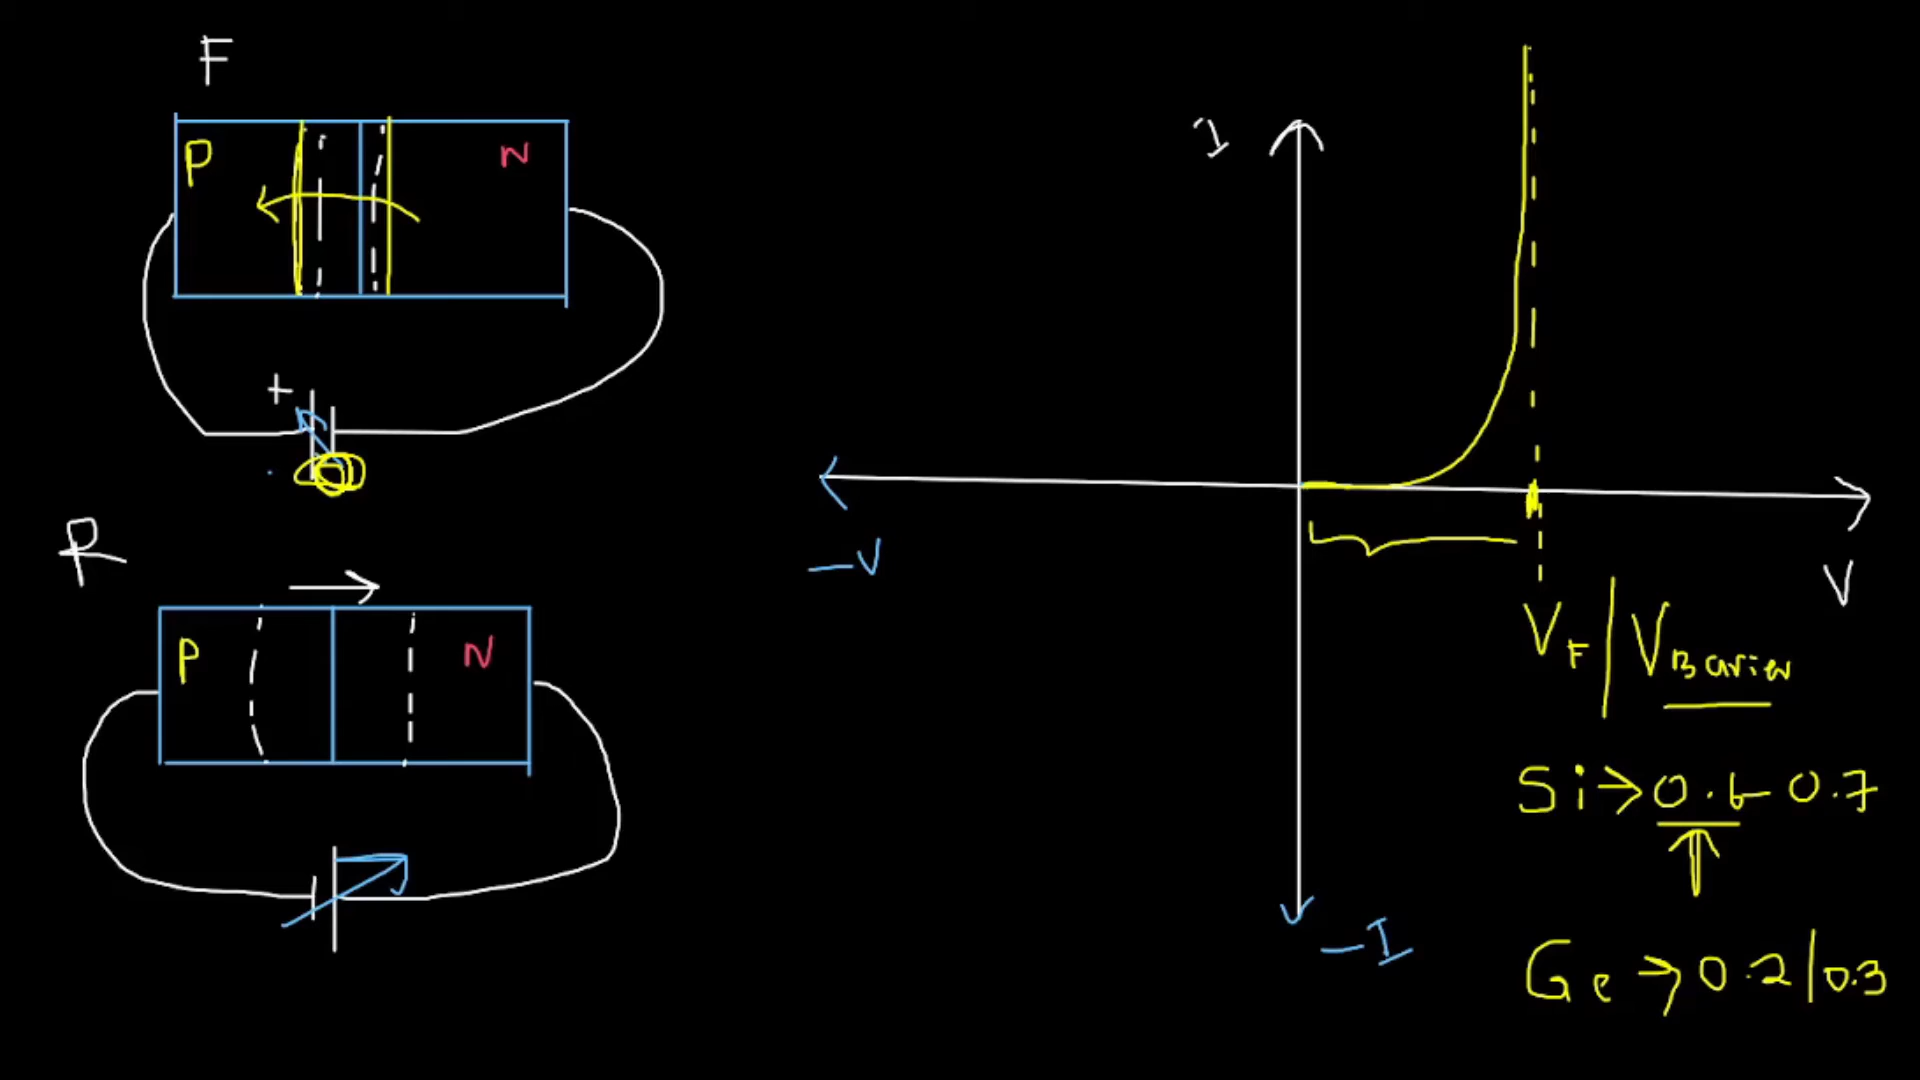 F
P N
+
R
P N
I
-V
V
-I
VF / VBarier
Si → 0.6 - 0.7
Ge → 0.2 | 0.3